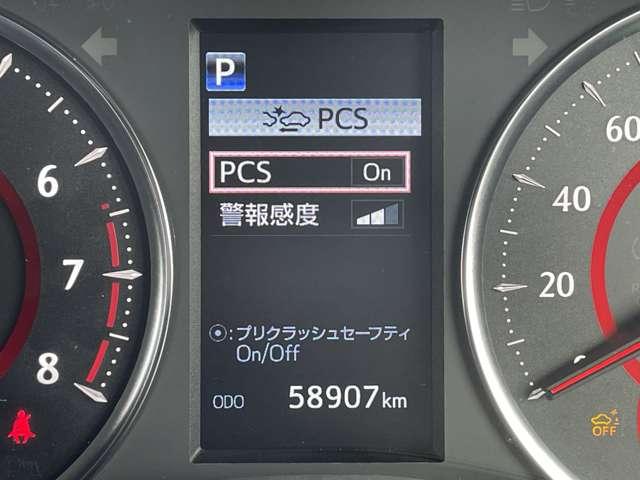 P
PCS
PCS On
警報感度
⦿:プリクラッシュセーフティ
On/Off
ODO 58907km
6
7
8
60
40
20
OFF